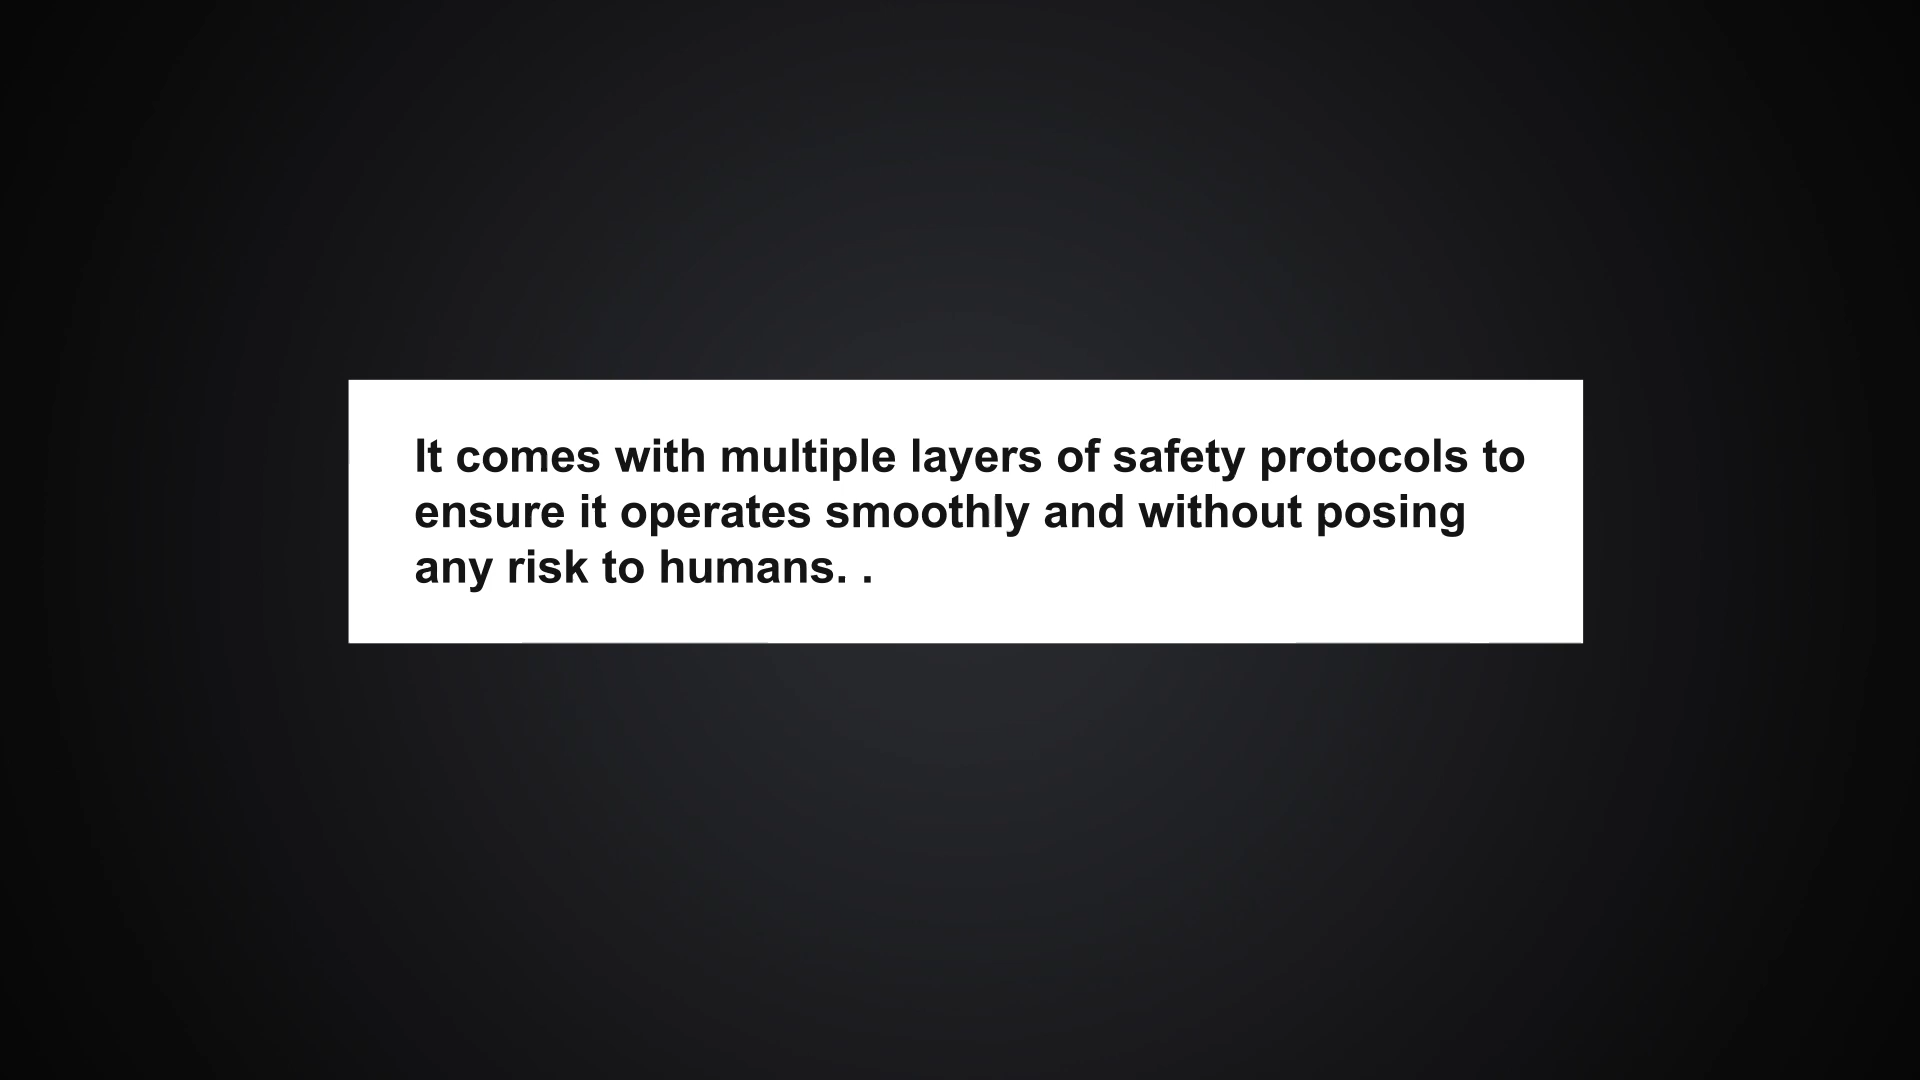 It comes with multiple layers of safety protocols to
ensure it operates smoothly and without posing
any risk to humans. .